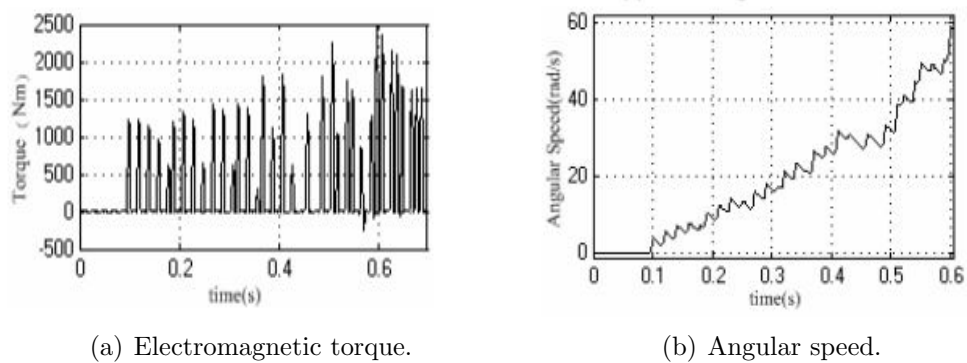 2500
2000
1500
1000
500
0
-500
Torque (Nm)
0 0.2 0.4 0.6
time(s)
(a) Electromagnetic torque.
60
40
20
0
Angular Speed(rad/s)
0 0.1 0.2 0.3 0.4 0.5 0.6
time(s)
(b) Angular speed.